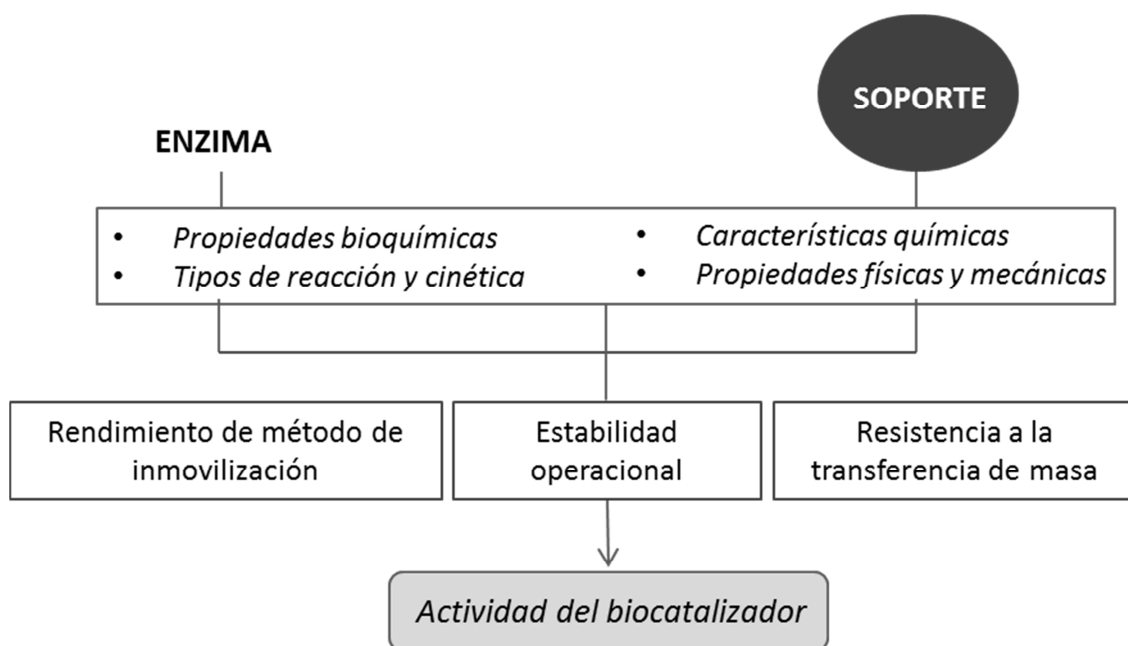 SOPORTE
ENZIMA
• Propiedades bioquímicas
• Tipos de reacción y cinética
• Características químicas
• Propiedades físicas y mecánicas
Rendimiento de método de
inmovilización
Estabilidad
operacional
Resistencia a la
transferencia de masa
Actividad del biocatalizador